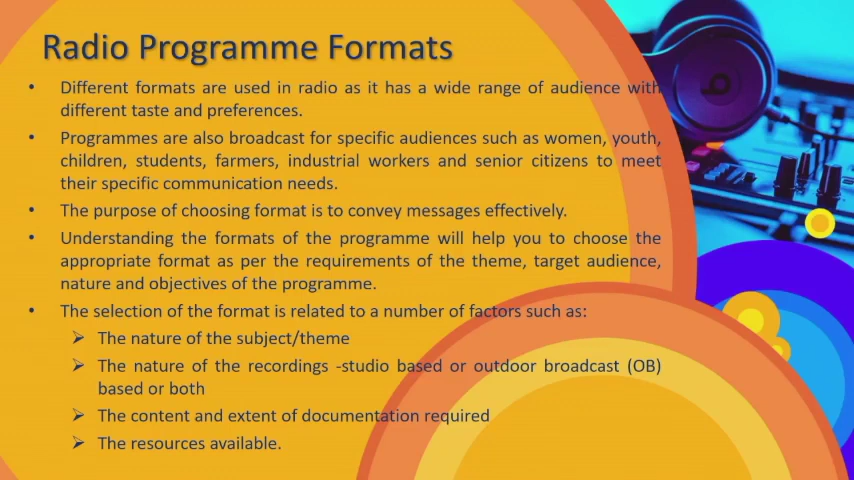 Radio Programme Formats
• Different formats are used in radio as it has a wide range of audience with
different taste and preferences.
• Programmes are also broadcast for specific audiences such as women, youth,
children, students, farmers, industrial workers and senior citizens to meet
their specific communication needs.
• The purpose of choosing format is to convey messages effectively.
• Understanding the formats of the programme will help you to choose the
appropriate format as per the requirements of the theme, target audience,
nature and objectives of the programme.
• The selection of the format is related to a number of factors such as:
➢ The nature of the subject/theme
➢ The nature of the recordings -studio based or outdoor broadcast (OB)
based or both
➢ The content and extent of documentation required
➢ The resources available.